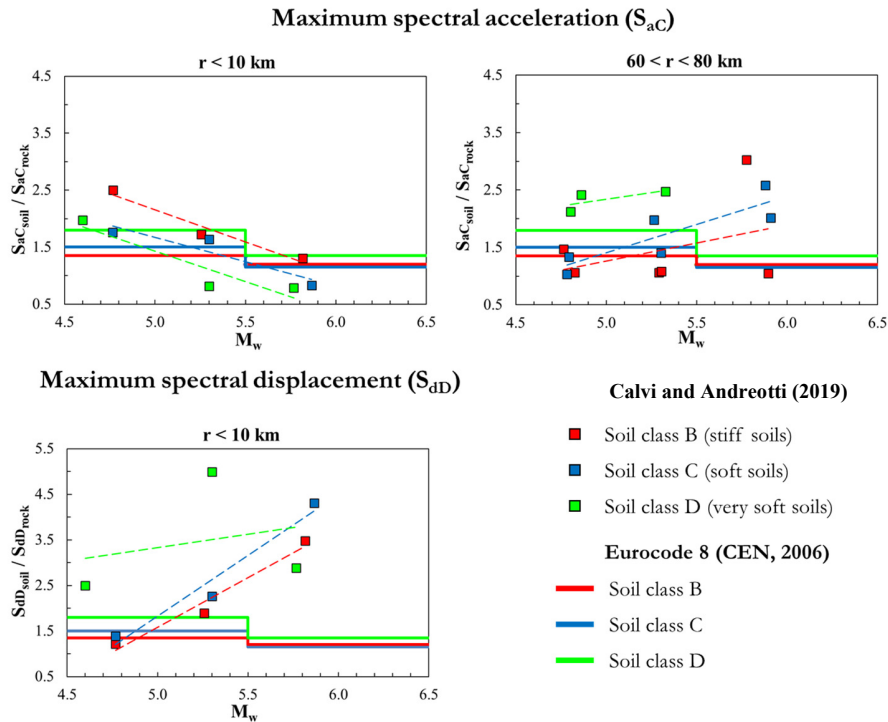 Maximum spectral acceleration (SaC)
r < 10 km
4.5
3.5
2.5
1.5
0.5
SaCsoil / SaCrock
4.5 5.0 5.5 6.0 6.5
Mw
60 < r < 80 km
4.5
3.5
2.5
1.5
0.5
SaCsoil / SaCrock
4.5 5.0 5.5 6.0 6.5
Mw
Maximum spectral displacement (SdD)
r < 10 km
5.5
4.5
3.5
2.5
1.5
0.5
SdDsoil / SdDrock
4.5 5.0 5.5 6.0 6.5
Mw
Calvi and Andreotti (2019)
Soil class B (stiff soils)
Soil class C (soft soils)
Soil class D (very soft soils)
Eurocode 8 (CEN, 2006)
Soil class B
Soil class C
Soil class D